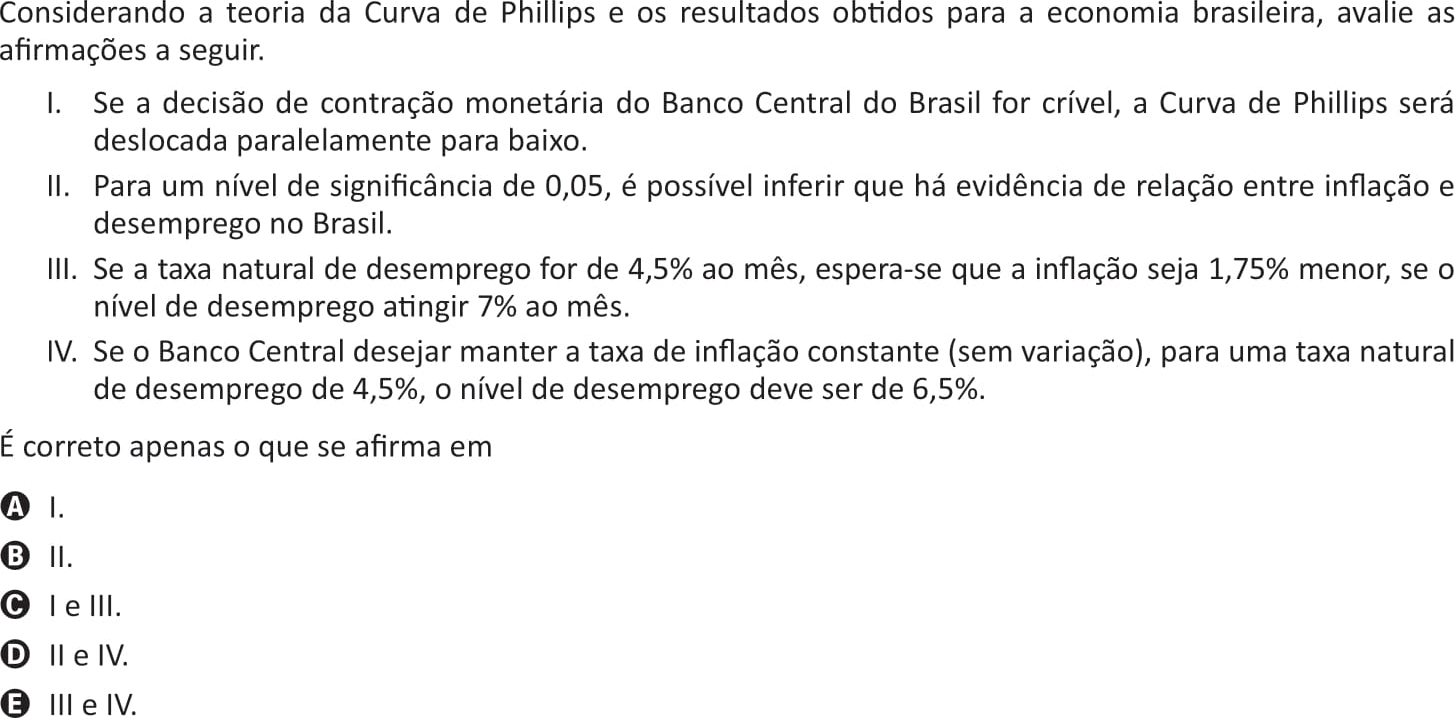 Considerando a teoria da Curva de Phillips e os resultados obtidos para a economia brasileira, avalie as
afirmações a seguir.
I. Se a decisão de contração monetária do Banco Central do Brasil for crível, a Curva de Phillips será
deslocada paralelamente para baixo.
II. Para um nível de significância de 0,05, é possível inferir que há evidência de relação entre inflação e
desemprego no Brasil.
III. Se a taxa natural de desemprego for de 4,5% ao mês, espera-se que a inflação seja 1,75% menor, se o
nível de desemprego atingir 7% ao mês.
IV. Se o Banco Central desejar manter a taxa de inflação constante (sem variação), para uma taxa natural
de desemprego de 4,5%, o nível de desemprego deve ser de 6,5%.
É correto apenas o que se afirma em
A I.
B II.
C I e III.
D II e IV.
E III e IV.